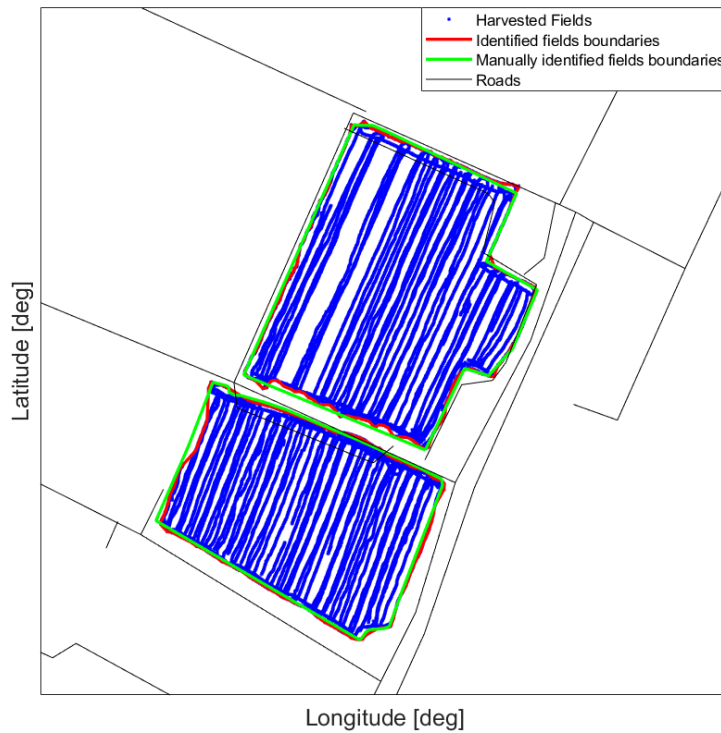 Harvested Fields
Identified fields boundaries
Manually identified fields boundaries
Roads
Latitude [deg]
Longitude [deg]